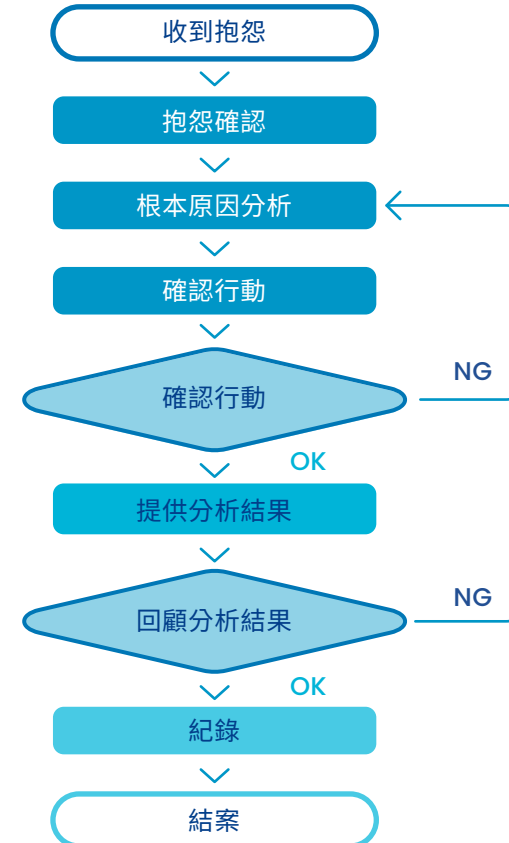 收到抱怨
抱怨確認
根本原因分析
確認行動
確認行動
NG
OK
提供分析結果
回顧分析結果
NG
OK
紀錄
結案